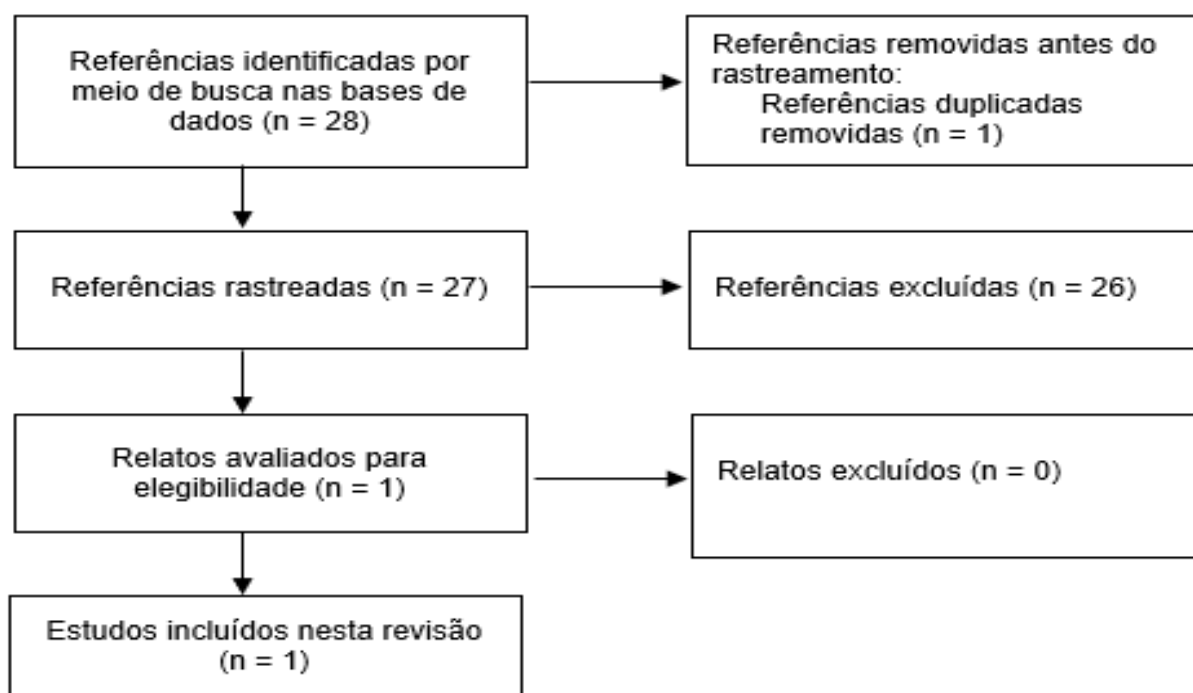 Referências identificadas por
meio de busca nas bases de
dados (n = 28)
Referências removidas antes do
rastreamento:
Referências duplicadas
removidas (n = 1)
Referências rastreadas (n = 27)
Referências excluídas (n = 26)
Relatos avaliados para
elegibilidade (n = 1)
Relatos excluídos (n = 0)
Estudos incluídos nesta revisão
(n = 1)